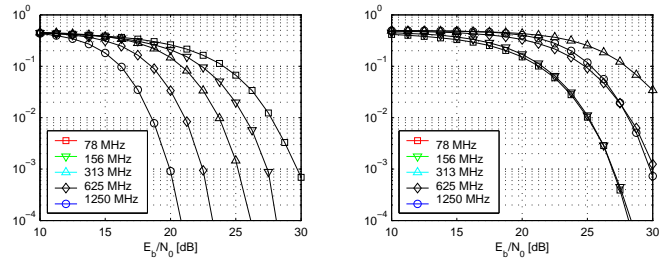 10^0
10^-1
10^-2
10^-3
10^-4
78 MHz
156 MHz
313 MHz
625 MHz
1250 MHz
10 15 20 25 30
E_b/N_0 [dB]
10^0
10^-1
10^-2
10^-3
10^-4
78 MHz
156 MHz
313 MHz
625 MHz
1250 MHz
10 15 20 25 30
E_b/N_0 [dB]